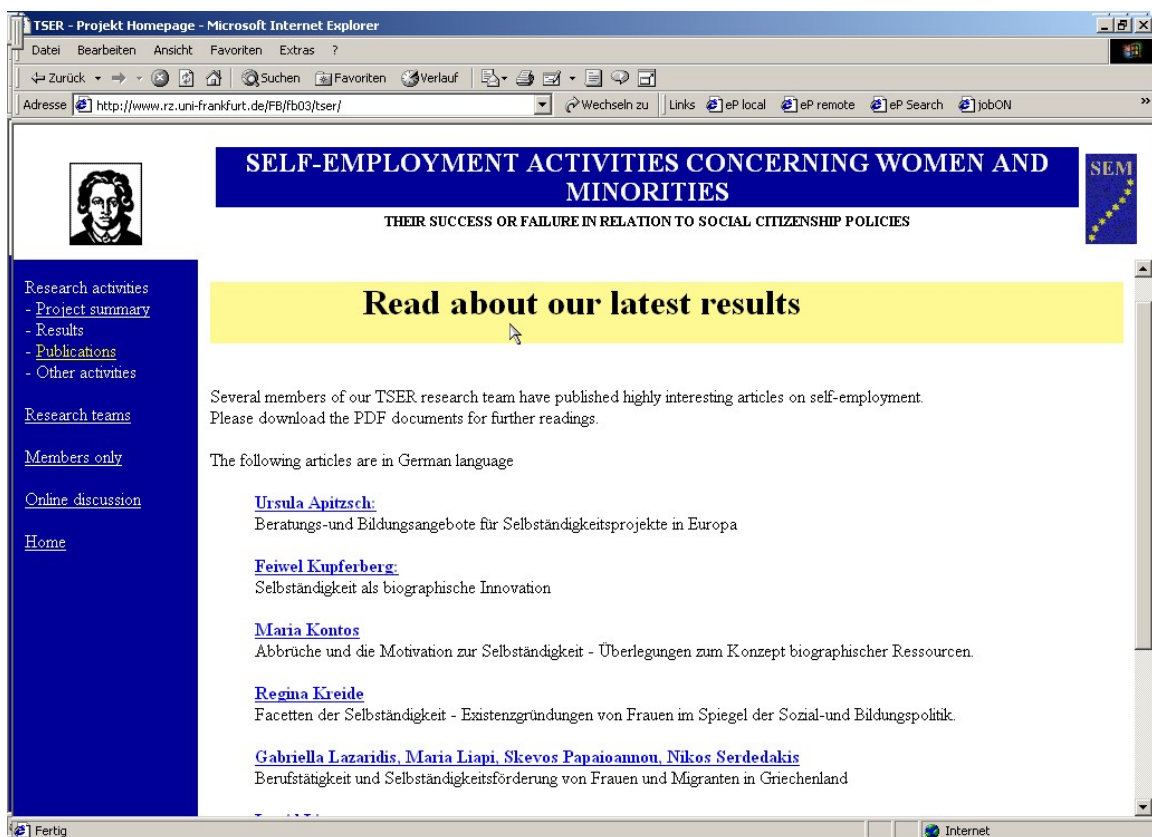 TSER - Projekt Homepage - Microsoft Internet Explorer
Datei Bearbeiten Ansicht Favoriten Extras ?
Zurück Suchen Favoriten Verlauf
Adresse http://www.rz.uni-frankfurt.de/FB/fb03/tser/ Wechseln zu Links eP local eP remote eP Search jobON »
SELF-EMPLOYMENT ACTIVITIES CONCERNING WOMEN AND
MINORITIES
THEIR SUCCESS OR FAILURE IN RELATION TO SOCIAL CITIZENSHIP POLICIES
SEM
Research activities
- Project summary
- Results
- Publications
- Other activities
Research teams
Members only
Online discussion
Home
Read about our latest results
Several members of our TSER research team have published highly interesting articles on self-employment.
Please download the PDF documents for further readings.
The following articles are in German language
Ursula Apitzsch:
Beratungs-und Bildungsangebote für Selbständigkeitsprojekte in Europa
Feiwel Kupferberg:
Selbständigkeit als biographische Innovation
Maria Kontos
Abbrüche und die Motivation zur Selbständigkeit - Überlegungen zum Konzept biographischer Ressourcen.
Regina Kreide
Facetten der Selbständigkeit - Existenzgründungen von Frauen im Spiegel der Sozial-und Bildungspolitik.
Gabriella Lazaridis, Maria Liapi, Skevos Papaioannou, Nikos Serdedakis
Berufstätigkeit und Selbständigkeitsförderung von Frauen und Migranten in Griechenland
Fertig Internet